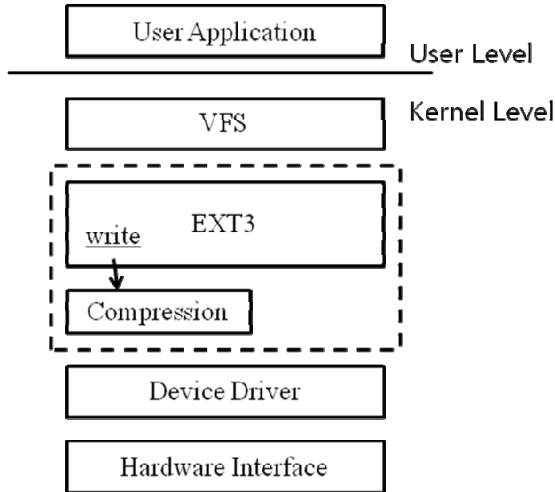 User Application
User Level
Kernel Level
VFS
EXT3
write
Compression
Device Driver
Hardware Interface